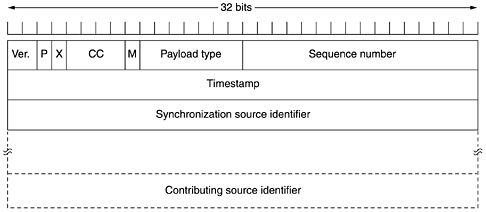 32 bits
Ver. P X CC M Payload type Sequence number
Timestamp
Synchronization source identifier
Contributing source identifier